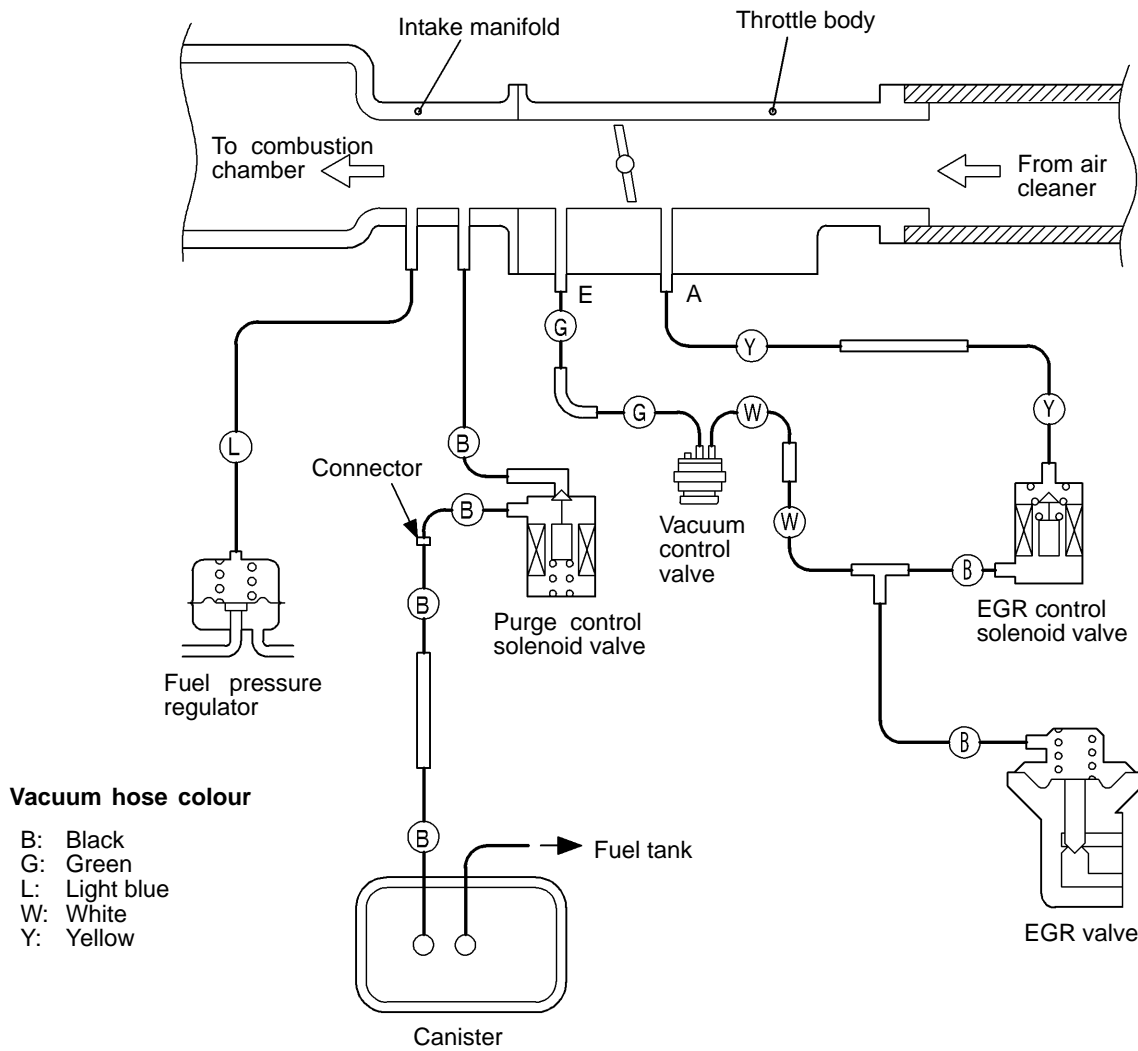 Intake manifold
Throttle body
To combustion
chamber
From air
cleaner
E
A
G
Y
G
W
Y
L
B
Connector
B
Vacuum
control
valve
W
B
EGR control
solenoid valve
B
Purge control
solenoid valve
Fuel pressure
regulator
B
Vacuum hose colour
B: Black
G: Green
L: Light blue
W: White
Y: Yellow
B
Fuel tank
EGR valve
Canister